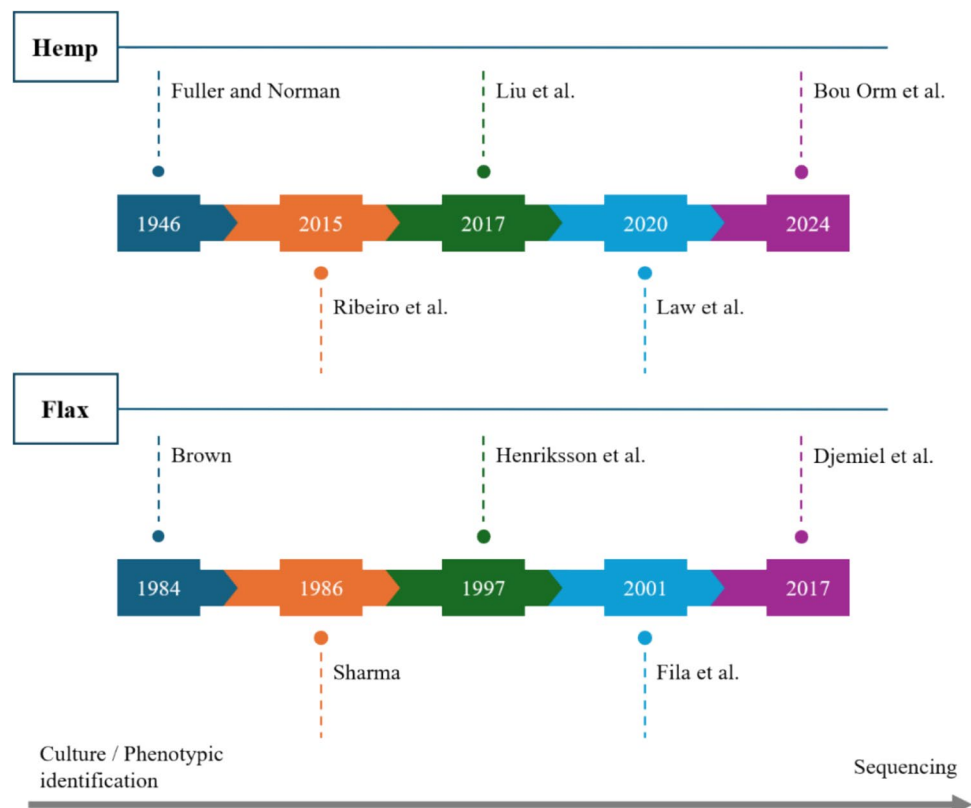 Hemp
Fuller and Norman
Liu et al.
Bou Orm et al.
1946
2015
2017
2020
2024
Ribeiro et al.
Law et al.
Flax
Brown
Henriksson et al.
Djemiel et al.
1984
1986
1997
2001
2017
Sharma
Fila et al.
Culture / Phenotypic
identification
Sequencing